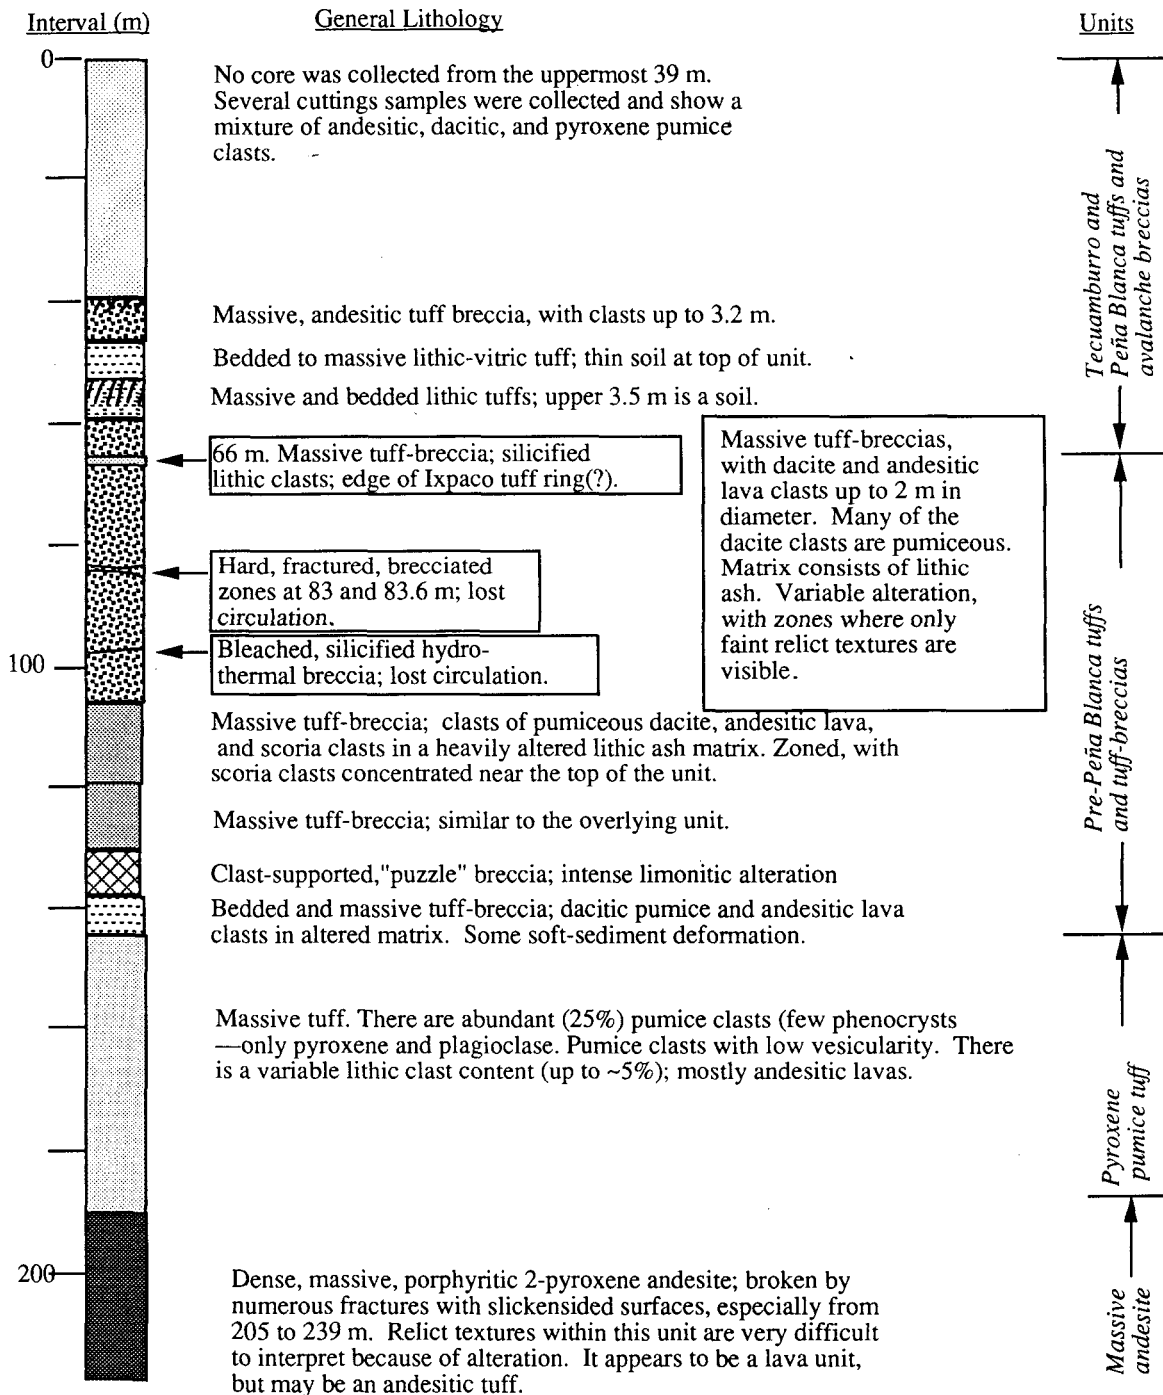 Interval (m)
General Lithology
Units
0
No core was collected from the uppermost 39 m.
Several cuttings samples were collected and show a
mixture of andesitic, dacitic, and pyroxene pumice
clasts.
Tecuamburro and
Peña Blanca tuffs and
avalanche breccias
Massive, andesitic tuff breccia, with clasts up to 3.2 m.
Bedded to massive lithic-vitric tuff; thin soil at top of unit.
Massive and bedded lithic tuffs; upper 3.5 m is a soil.
66 m. Massive tuff-breccia; silicified
lithic clasts; edge of Ixpaco tuff ring(?).
Massive tuff-breccias,
with dacite and andesitic
lava clasts up to 2 m in
diameter. Many of the
dacite clasts are pumiceous.
Matrix consists of lithic
ash. Variable alteration,
with zones where only
faint relict textures are
visible.
Hard, fractured, brecciated
zones at 83 and 83.6 m; lost
circulation.
Bleached, silicified hydro-
thermal breccia; lost circulation.
100
Pre-Peña Blanca tuffs
and tuff-breccias
Massive tuff-breccia; clasts of pumiceous dacite, andesitic lava,
and scoria clasts in a heavily altered lithic ash matrix. Zoned, with
scoria clasts concentrated near the top of the unit.
Massive tuff-breccia; similar to the overlying unit.
Clast-supported,"puzzle" breccia; intense limonitic alteration
Bedded and massive tuff-breccia; dacitic pumice and andesitic lava
clasts in altered matrix. Some soft-sediment deformation.
Massive tuff. There are abundant (25%) pumice clasts (few phenocrysts
—only pyroxene and plagioclase. Pumice clasts with low vesicularity. There
is a variable lithic clast content (up to ~5%); mostly andesitic lavas.
Pyroxene
pumice tuff
200
Dense, massive, porphyritic 2-pyroxene andesite; broken by
numerous fractures with slickensided surfaces, especially from
205 to 239 m. Relict textures within this unit are very difficult
to interpret because of alteration. It appears to be a lava unit,
but may be an andesitic tuff.
Massive
andesite